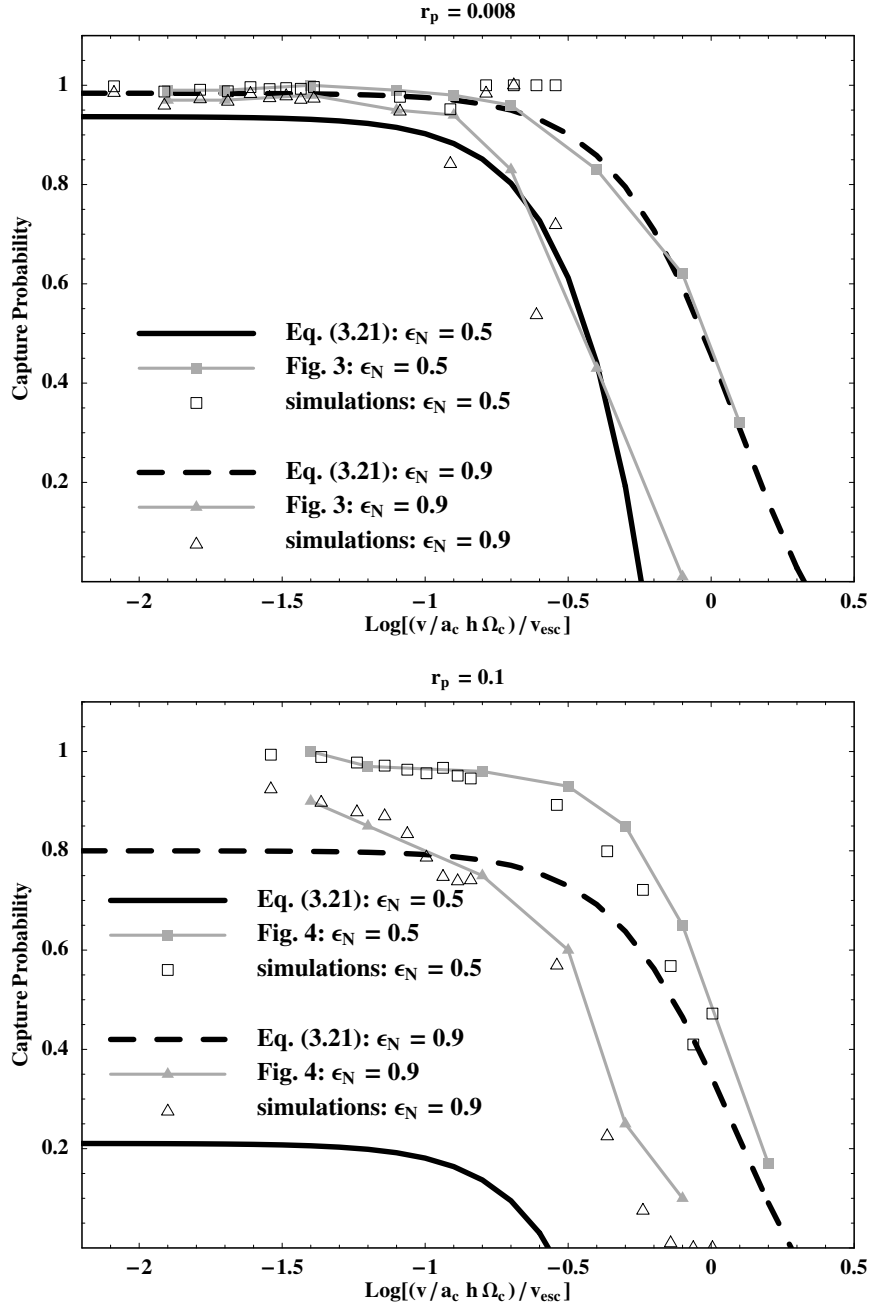 r_p = 0.008
Capture Probability
1
0.8
0.6
0.4
0.2
Eq. (3.21): ϵ_N = 0.5
Fig. 3: ϵ_N = 0.5
simulations: ϵ_N = 0.5
Eq. (3.21): ϵ_N = 0.9
Fig. 3: ϵ_N = 0.9
simulations: ϵ_N = 0.9
−2 −1.5 −1 −0.5 0 0.5
Log[(v/a_c h Ω_c)/v_esc]
r_p = 0.1
Capture Probability
1
0.8
0.6
0.4
0.2
Eq. (3.21): ϵ_N = 0.5
Fig. 4: ϵ_N = 0.5
simulations: ϵ_N = 0.5
Eq. (3.21): ϵ_N = 0.9
Fig. 4: ϵ_N = 0.9
simulations: ϵ_N = 0.9
−2 −1.5 −1 −0.5 0 0.5
Log[(v/a_c h Ω_c)/v_esc]